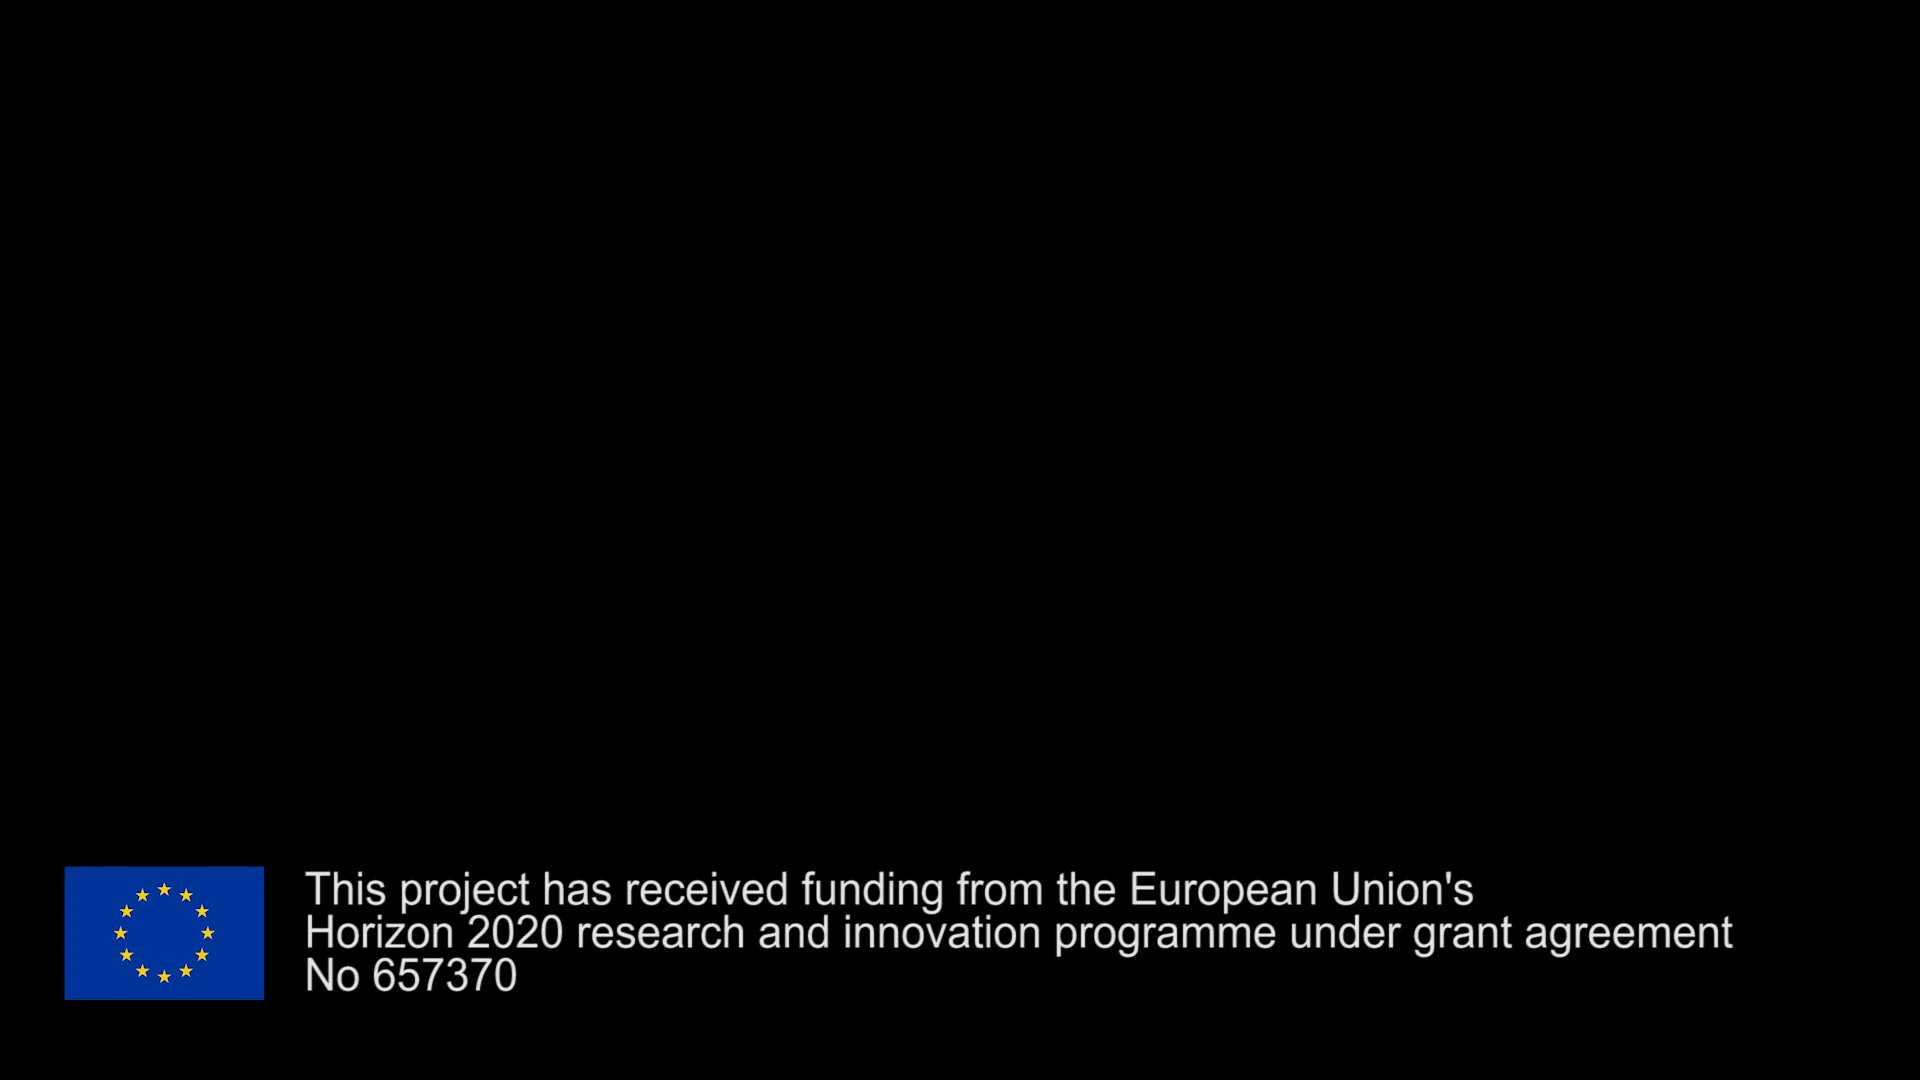 This project has received funding from the European Union's
Horizon 2020 research and innovation programme under grant agreement
No 657370